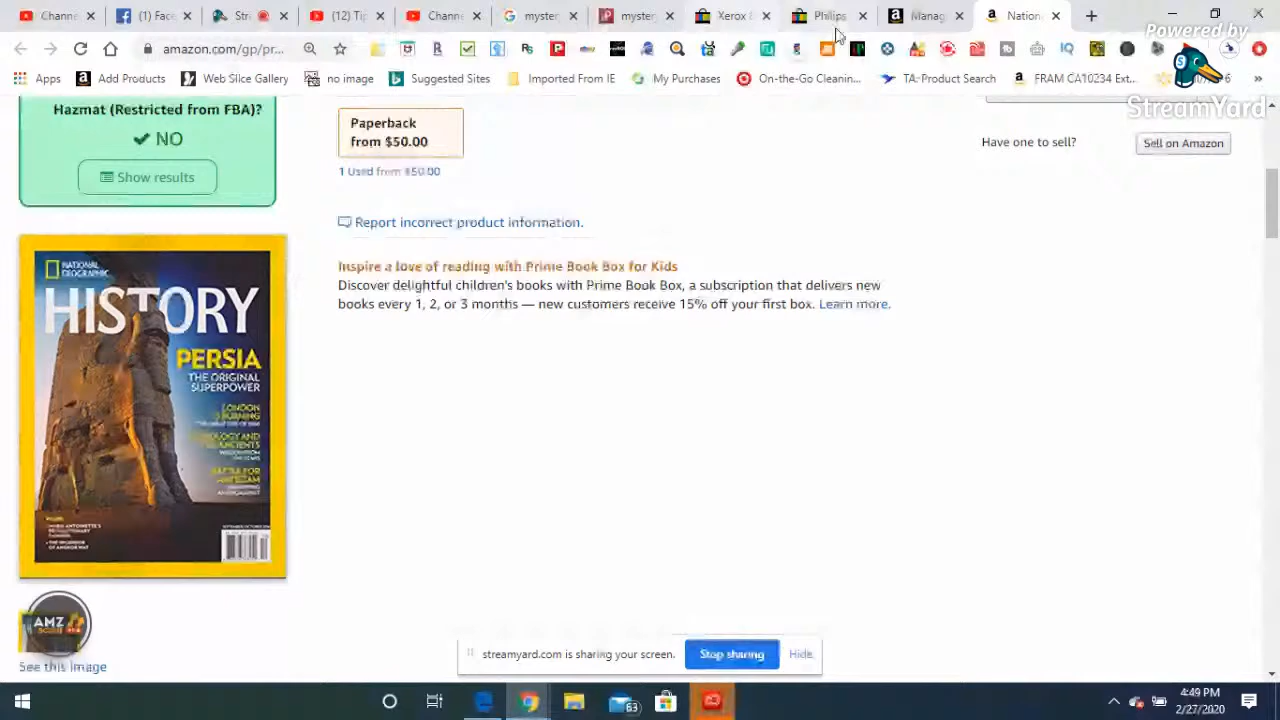 Channe
(1) Face
Stre
(12) Tip
Channe
myster
myster
Xerox
Philips
Manag
Nation
Powered by
StreamYard
amazon.com/gp/pr...
Apps
Add Products
Web Slice Gallery
no image
Suggested Sites
Imported From IE
My Purchases
On-the-Go Cleanin...
TA: Product Search
FRAM CA10234 Ext...
Hazmat (Restricted from FBA)?
NO
Show results
Paperback
from $50.00
1 Used from $50.00
Have one to sell?
Sell on Amazon
Report incorrect product information.
Inspire a love of reading with Prime Book Box for Kids
Discover delightful children's books with Prime Book Box, a subscription that delivers new
books every 1, 2, or 3 months — new customers receive 15% off your first box. Learn more.
NATIONAL
GEOGRAPHIC
HISTORY
PERSIA
THE ORIGINAL
SUPERPOWER
LONDON
BURNING
BATTLE FOR
AMZ
See this image
streamyard.com is sharing your screen.
Stop sharing
Hide
63
4:49 PM
2/27/2020